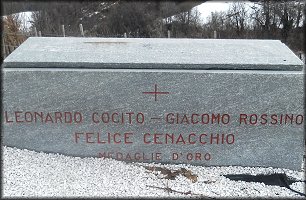 LEONARDO COCITO - GIACOMO ROSSINO
FELICE CENACCHIO
MEDAGLIE D'ORO